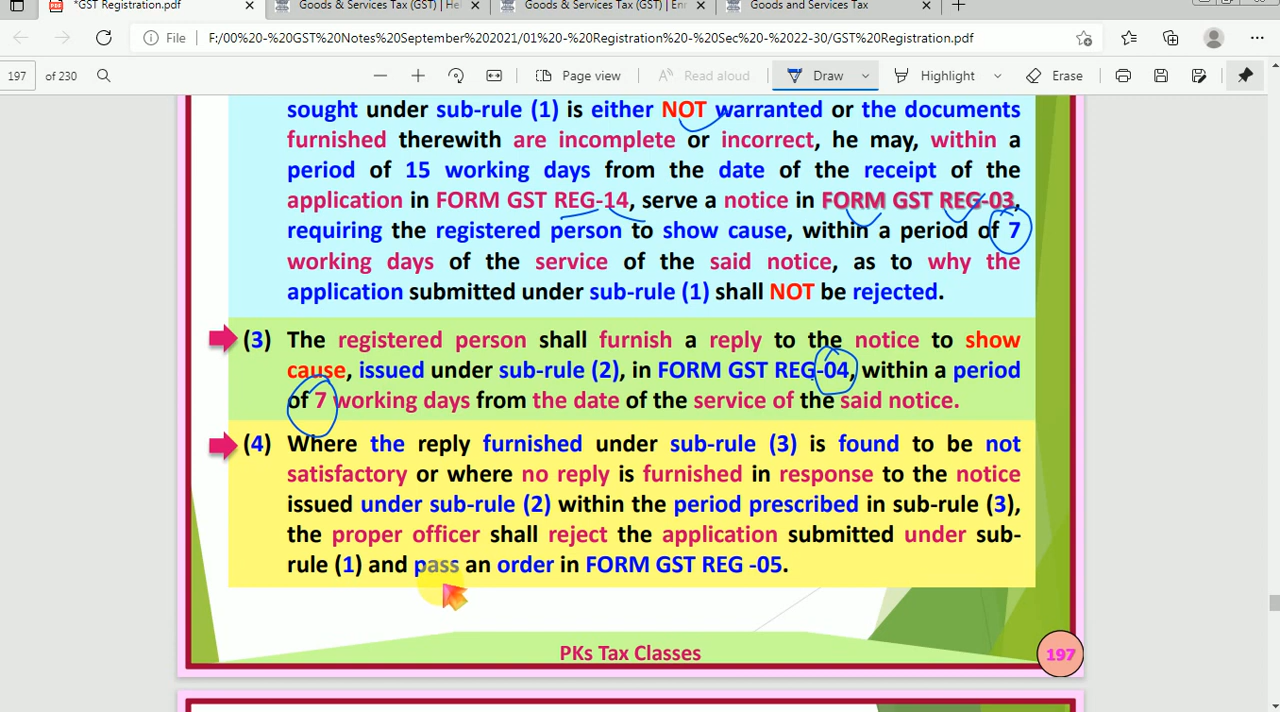 *GST Registration.pdf
Goods & Services Tax (GST) | He
Goods & Services Tax (GST) | En
Goods and Services Tax
File
F:/00%20-%20GST%20Notes%20September%202021/01%20-%20Registration%20-%20Sec%20-%2022-30/GST%20Registration.pdf
197 of 230
Page view
Read aloud
Draw
Highlight
Erase
sought under sub-rule (1) is either NOT warranted or the documents
furnished therewith are incomplete or incorrect, he may, within a
period of 15 working days from the date of the receipt of the
application in FORM GST REG-14, serve a notice in FORM GST REG-03,
requiring the registered person to show cause, within a period of 7
working days of the service of the said notice, as to why the
application submitted under sub-rule (1) shall NOT be rejected.
(3) The registered person shall furnish a reply to the notice to show
cause, issued under sub-rule (2), in FORM GST REG-04, within a period
of 7 working days from the date of the service of the said notice.
(4) Where the reply furnished under sub-rule (3) is found to be not
satisfactory or where no reply is furnished in response to the notice
issued under sub-rule (2) within the period prescribed in sub-rule (3),
the proper officer shall reject the application submitted under sub-
rule (1) and pass an order in FORM GST REG -05.
PKs Tax Classes
197